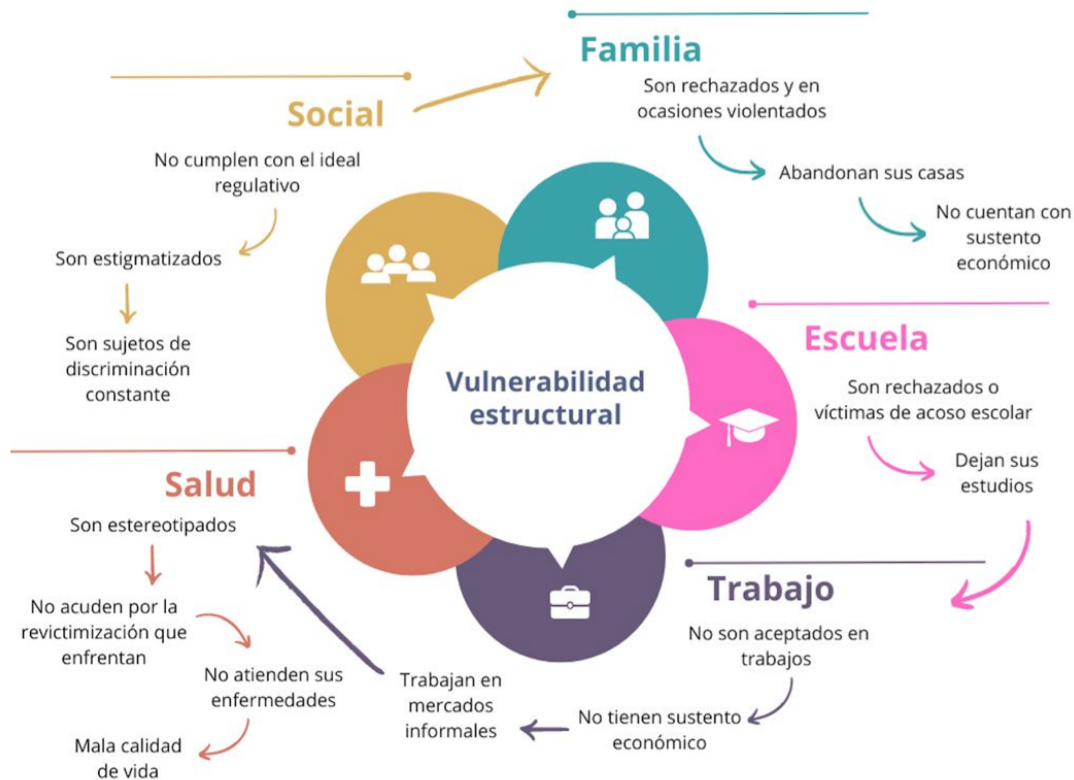 Social
No cumplen con el ideal
regulativo
Son estigmatizados
Son sujetos de
discriminación
constante
Familia
Son rechazados y en
ocasiones violentados
Abandonan sus casas
No cuentan con
sustento
económico
Vulnerabilidad
estructural
Escuela
Son rechazados o
víctimas de acoso escolar
Dejan sus
estudios
Trabajo
No son aceptados en
trabajos
No tienen sustento
económico
Trabajan en
mercados
informales
Salud
Son estereotipados
No acuden por la
revictimización que
enfrentan
No atienden sus
enfermedades
Mala calidad
de vida